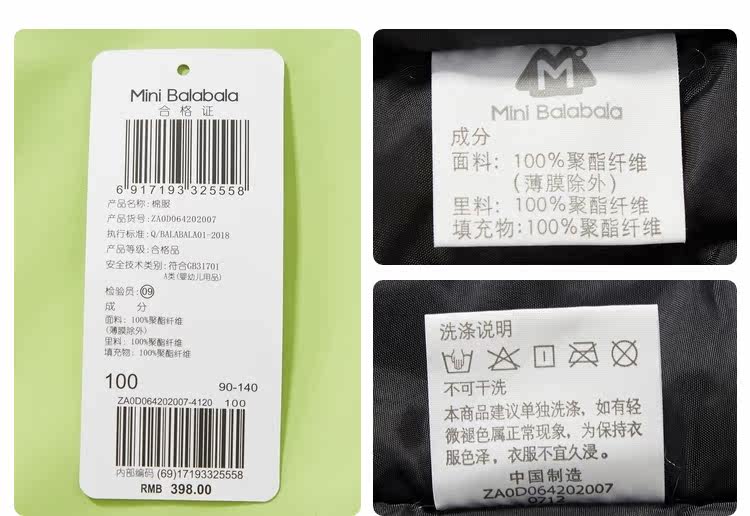 Mini Balabala
合格证
6 917193 325558
产品名称: 棉服
产品货号: ZA0D064202007
执行标准: Q/BALABALA01-2018
产品等级: 合格品
安全技术类别: 符合GB31701
A类(婴幼儿用品)
检验员: 09
成 分
面料: 100%聚酯纤维
(薄膜除外)
里料: 100%聚酯纤维
填充物: 100%聚酯纤维
100 90-140
ZA0D064202007-4120 100
内部编码 (69)17193325558
RMB 398.00
M
Mini Balabala
成分
面料: 100%聚酯纤维
(薄膜除外)
里料: 100%聚酯纤维
填充物: 100%聚酯纤维
洗涤说明
不可干洗
本商品建议单独洗涤, 如有轻
微褪色属正常现象, 为保持衣
服色泽, 衣服不宜久浸。
中国制造
ZA0D064202007